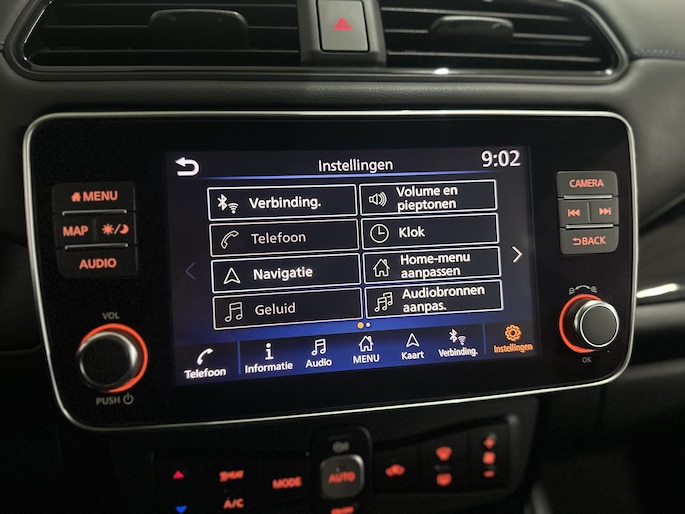 Instellingen
9:02
Verbinding.
Volume en
pieptonen
Telefoon
Klok
Navigatie
Home-menu
aanpassen
Geluid
Audiobronnen
aanpas.
Telefoon
Informatie
Audio
MENU
Kaart
Verbinding.
Instellingen
MENU
MAP
AUDIO
VOL
PUSH
CAMERA
BACK
OK
A/C
MODE
AUTO